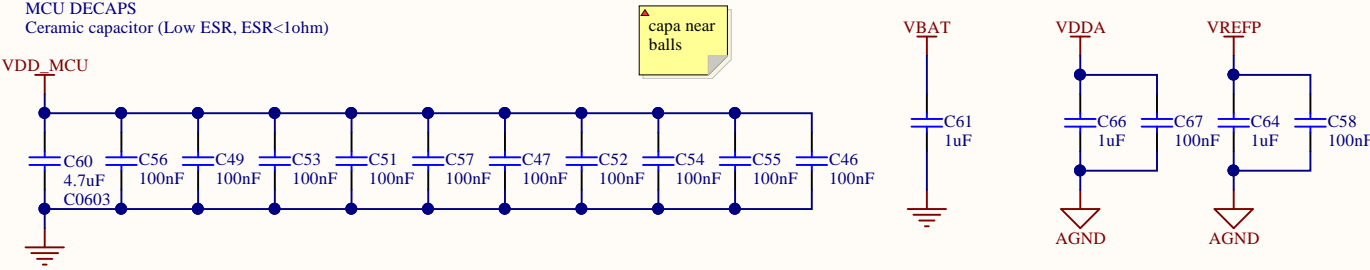 MCU DECAPS
Ceramic capacitor (Low ESR, ESR<1ohm)
capa near
balls
VDD_MCU
C60
4.7uF
C0603
C56
100nF
C49
100nF
C53
100nF
C51
100nF
C57
100nF
C47
100nF
C52
100nF
C54
100nF
C55
100nF
C46
100nF
VBAT
C61
1uF
VDDA
C66
1uF
C67
100nF
AGND
VREFP
C64
1uF
C58
100nF
AGND